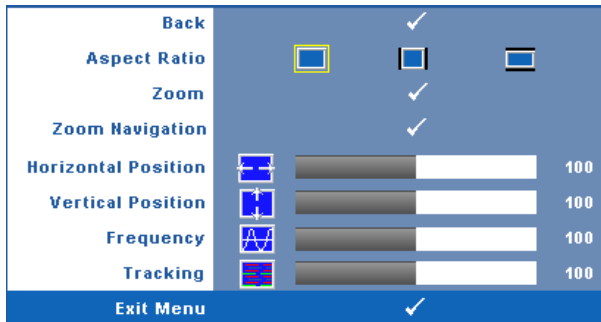 Back
Aspect Ratio
Zoom
Zoom Navigation
Horizontal Position 100
Vertical Position 100
Frequency 100
Tracking 100
Exit Menu